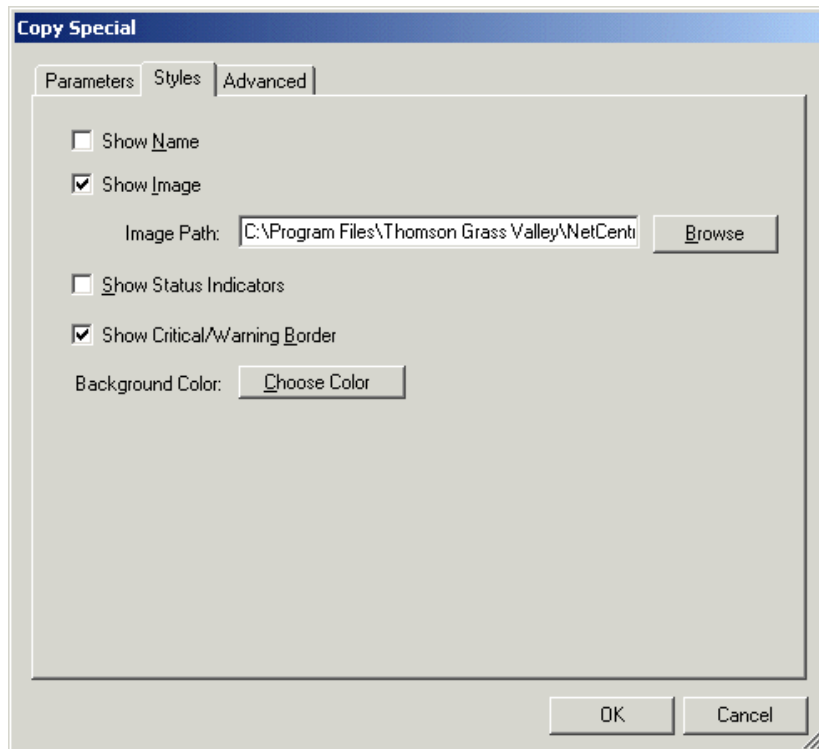 Copy Special
Parameters Styles Advanced
Show Name
Show Image
Image Path: C:\Program Files\Thomson Grass Valley\NetCent Browse
Show Status Indicators
Show Critical/Warning Border
Background Color: Choose Color
OK Cancel